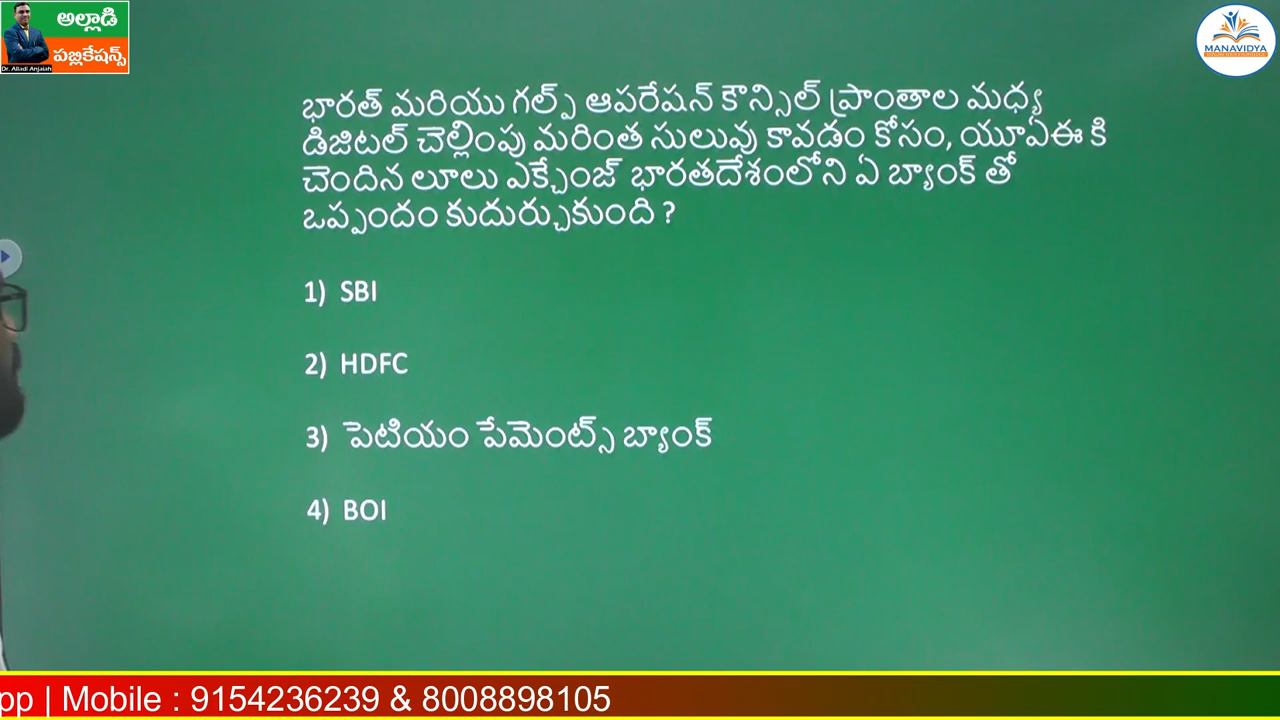 అల్లాడి
పబ్లికేషన్స్
Dr. Alladi Anjaiah
MANAVIDYA
భారత్ మరియు గల్ఫ్ ఆపరేషన్ కౌన్సిల్ ప్రాంతాల మధ్య
డిజిటల్ చెల్లింపు మరింత సులువు కావడం కోసం, యూఏఈ కి
చెందిన లూలు ఎక్చేంజ్ భారతదేశంలోని ఏ బ్యాంక్ తో
ఒప్పందం కుదుర్చుకుంది ?
1) SBI
2) HDFC
3) పెటియం పేమెంట్స్ బ్యాంక్
4) BOI
pp | Mobile : 9154236239 & 8008898105